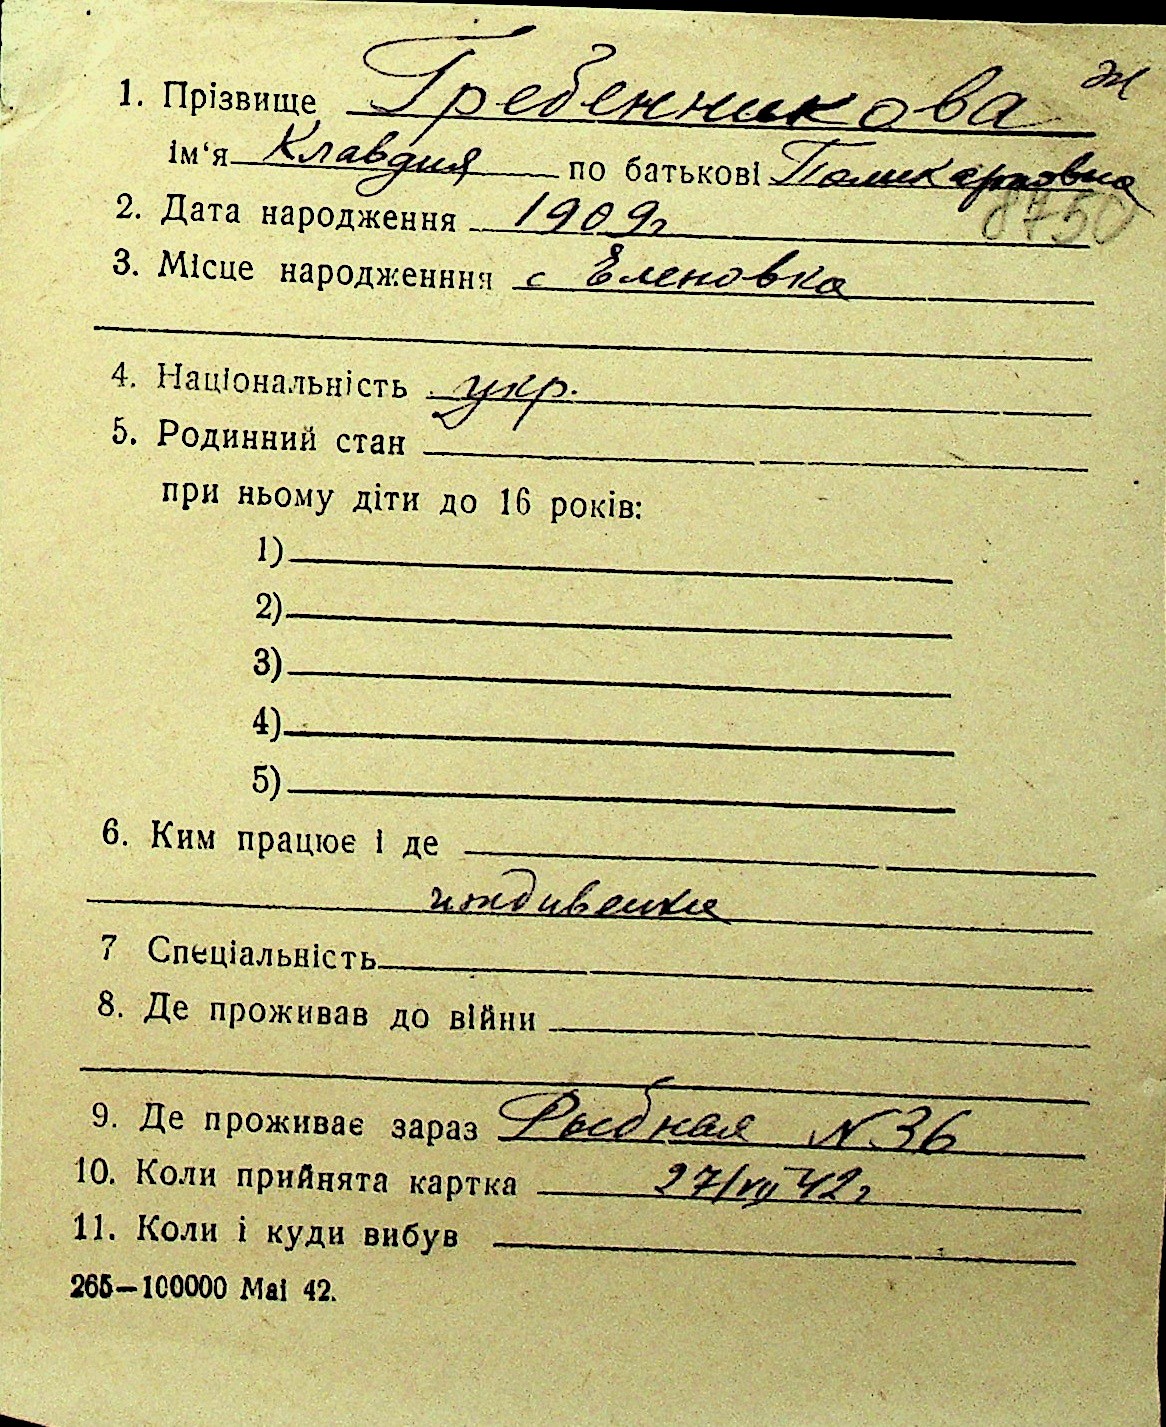 ж
1. Прізвище Гребенникова
ім‘я Клавдия по батькові Поликарповна
8750
2. Дата народження 1909г
3. Місце народженння с Еленовка
4. Національність укр.
5. Родинний стан
при ньому діти до 16 років:
1)
2)
3)
4)
5)
6. Ким працює і де
иждивенка
7 Спеціальність
8. Де проживав до війни
9. Де проживає зараз Рыбная N 36
10. Коли прийнята картка 27/VII 42г
11. Коли і куди вибув
265—100000 Mai 42.